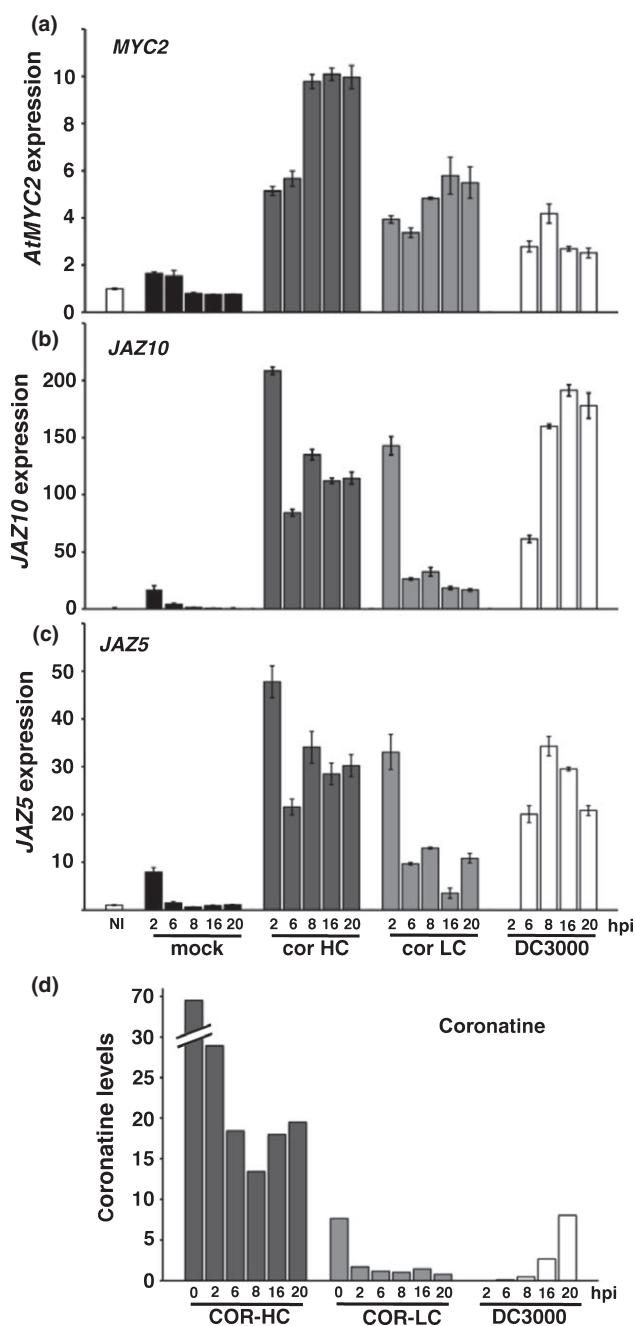 (a)
MYC2
AtMYC2 expression
10
8
6
4
2
0
(b)
JAZ10
JAZ10 expression
200
150
100
50
0
(c)
JAZ5
JAZ5 expression
50
40
30
20
10
NI 2 6 8 16 20 2 6 8 16 20 2 6 8 16 20 2 6 8 16 20 hpi
mock cor HC cor LC DC3000
(d)
Coronatine
Coronatine levels
70
30
20
15
10
5
0
0 2 6 8 16 20 0 2 6 8 16 20 2 6 8 16 20 hpi
COR-HC COR-LC DC3000